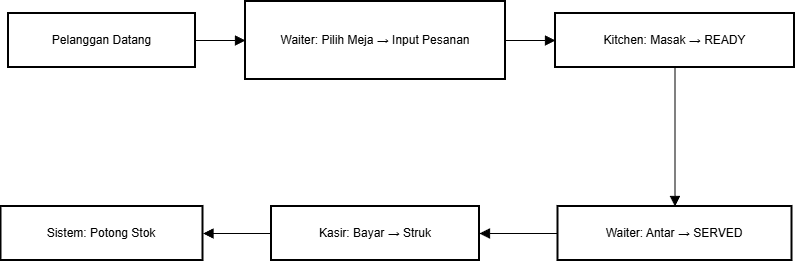 Pelanggan Datang
Waiter: Pilih Meja → Input Pesanan
Kitchen: Masak → READY
Waiter: Antar → SERVED
Kasir: Bayar → Struk
Sistem: Potong Stok